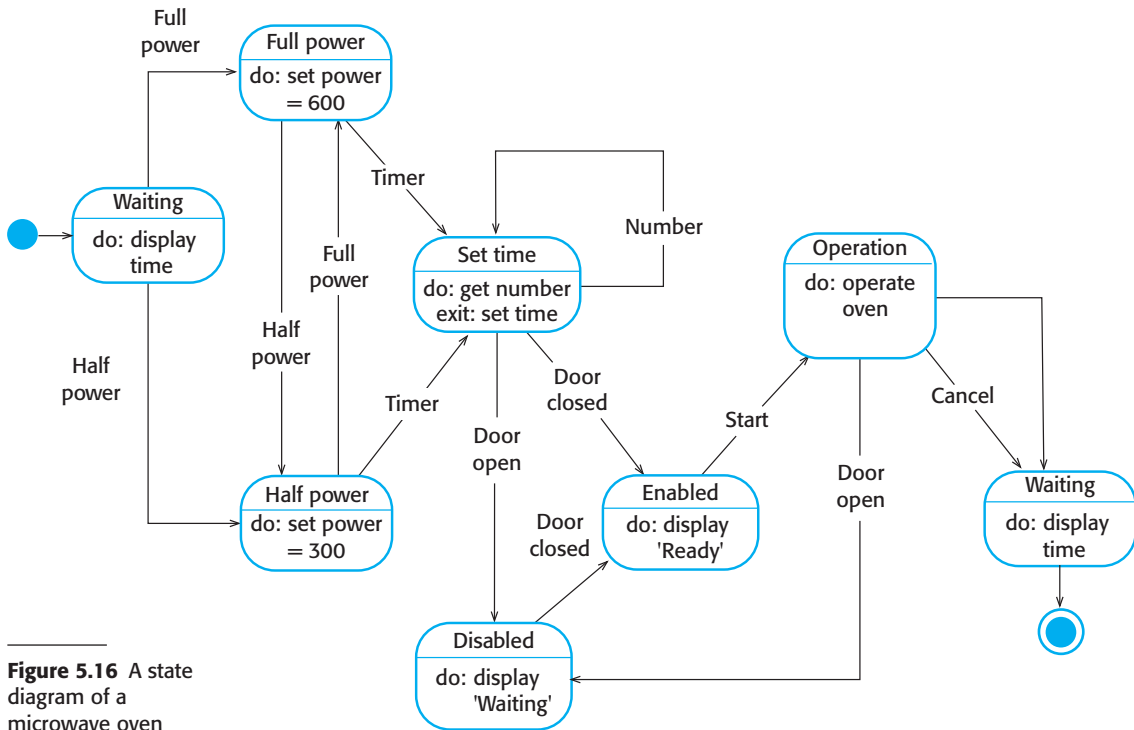 Full
power
Full power
do: set power
= 600
Timer
Number
Waiting
do: display
time
Full
power
Set time
do: get number
exit: set time
Operation
do: operate
oven
Half
power
Half
power
Timer
Door
closed
Door
open
Start
Cancel
Door
open
Half power
do: set power
= 300
Enabled
do: display
'Ready'
Door
closed
Waiting
do: display
time
Disabled
do: display
'Waiting'
Figure 5.16 A state
diagram of a
microwave oven